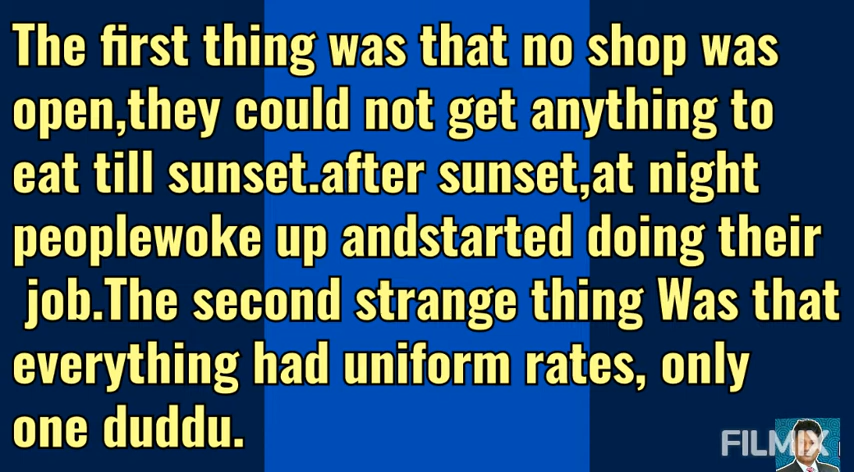 The first thing was that no shop was
open,they could not get anything to
eat till sunset.after sunset,at night
peoplewoke up andstarted doing their
job.The second strange thing Was that
everything had uniform rates, only
one duddu.
FILMIX